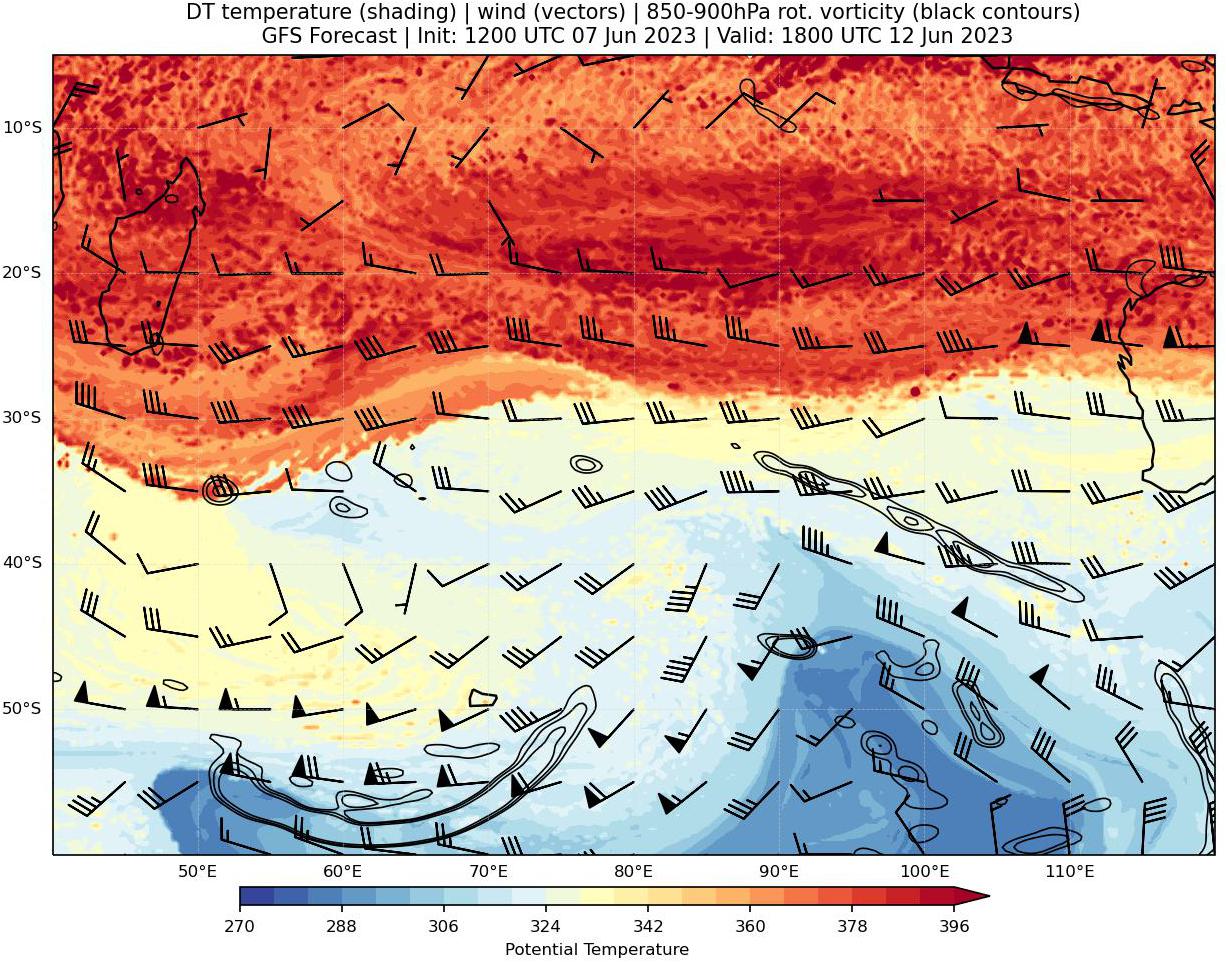 DT temperature (shading) | wind (vectors) | 850-900hPa rot. vorticity (black contours)
GFS Forecast | Init: 1200 UTC 07 Jun 2023 | Valid: 1800 UTC 12 Jun 2023
10°S
20°S
30°S
40°S
50°S
50°E 60°E 70°E 80°E 90°E 100°E 110°E
270 288 306 324 342 360 378 396
Potential Temperature